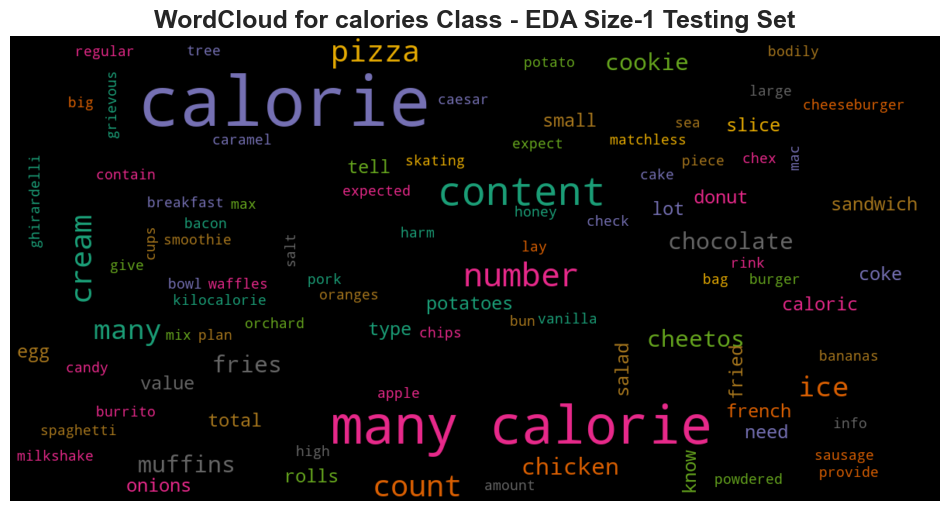 WordCloud for calories Class - EDA Size-1 Testing Set
regular
tree
pizza
potato
cookie
bodily
big
grievous
calorie
caesar
large
cheeseburger
small
sea
slice
caramel
expect
matchless
ghirardelli
contain
tell
skating
piece
chex
mac
cake
expected
content
donut
breakfast
max
honey
lot
sandwich
cream
bacon
check
cups
smoothie
salt
harm
lay
chocolate
give
rink
bowl
waffles
pork
number
bag
burger
coke
kilocalorie
oranges
potatoes
caloric
many
mix
plan
orchard
type
chips
bun
vanilla
egg
cheetos
candy
fries
salad
fried
bananas
value
apple
ice
burrito
total
many calorie
french
info
spaghetti
need
milkshake
muffins
high
sausage
rolls
chicken
know
powdered
provide
onions
count
amount